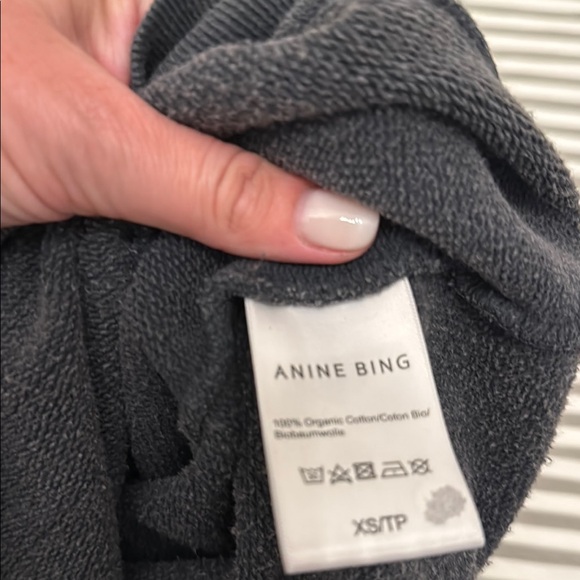 ANINE BING
100% Organic Cotton/Coton Bio/
Biobaumwolle
XS/TP